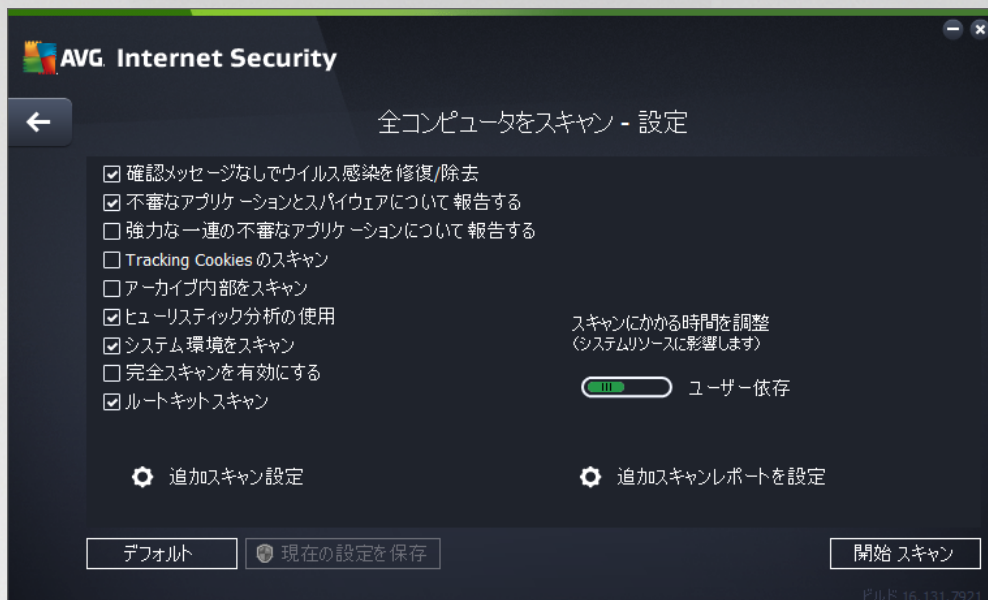 AVG. Internet Security
全コンピュータをスキャン - 設定
確認メッセージなしでウイルス感染を修復/除去
不審なアプリケーションとスパイウェアについて報告する
強力な一連の不審なアプリケーションについて報告する
Tracking Cookies のスキャン
アーカイブ内部をスキャン
ヒューリスティック分析の使用
システム環境をスキャン
完全スキャンを有効にする
ルートキットスキャン
スキャンにかかる時間を調整
(システムリソースに影響します)
ユーザー依存
追加スキャン設定
追加スキャンレポートを設定
デフォルト
現在の設定を保存
開始 スキャン
ビルド 16.131.7921